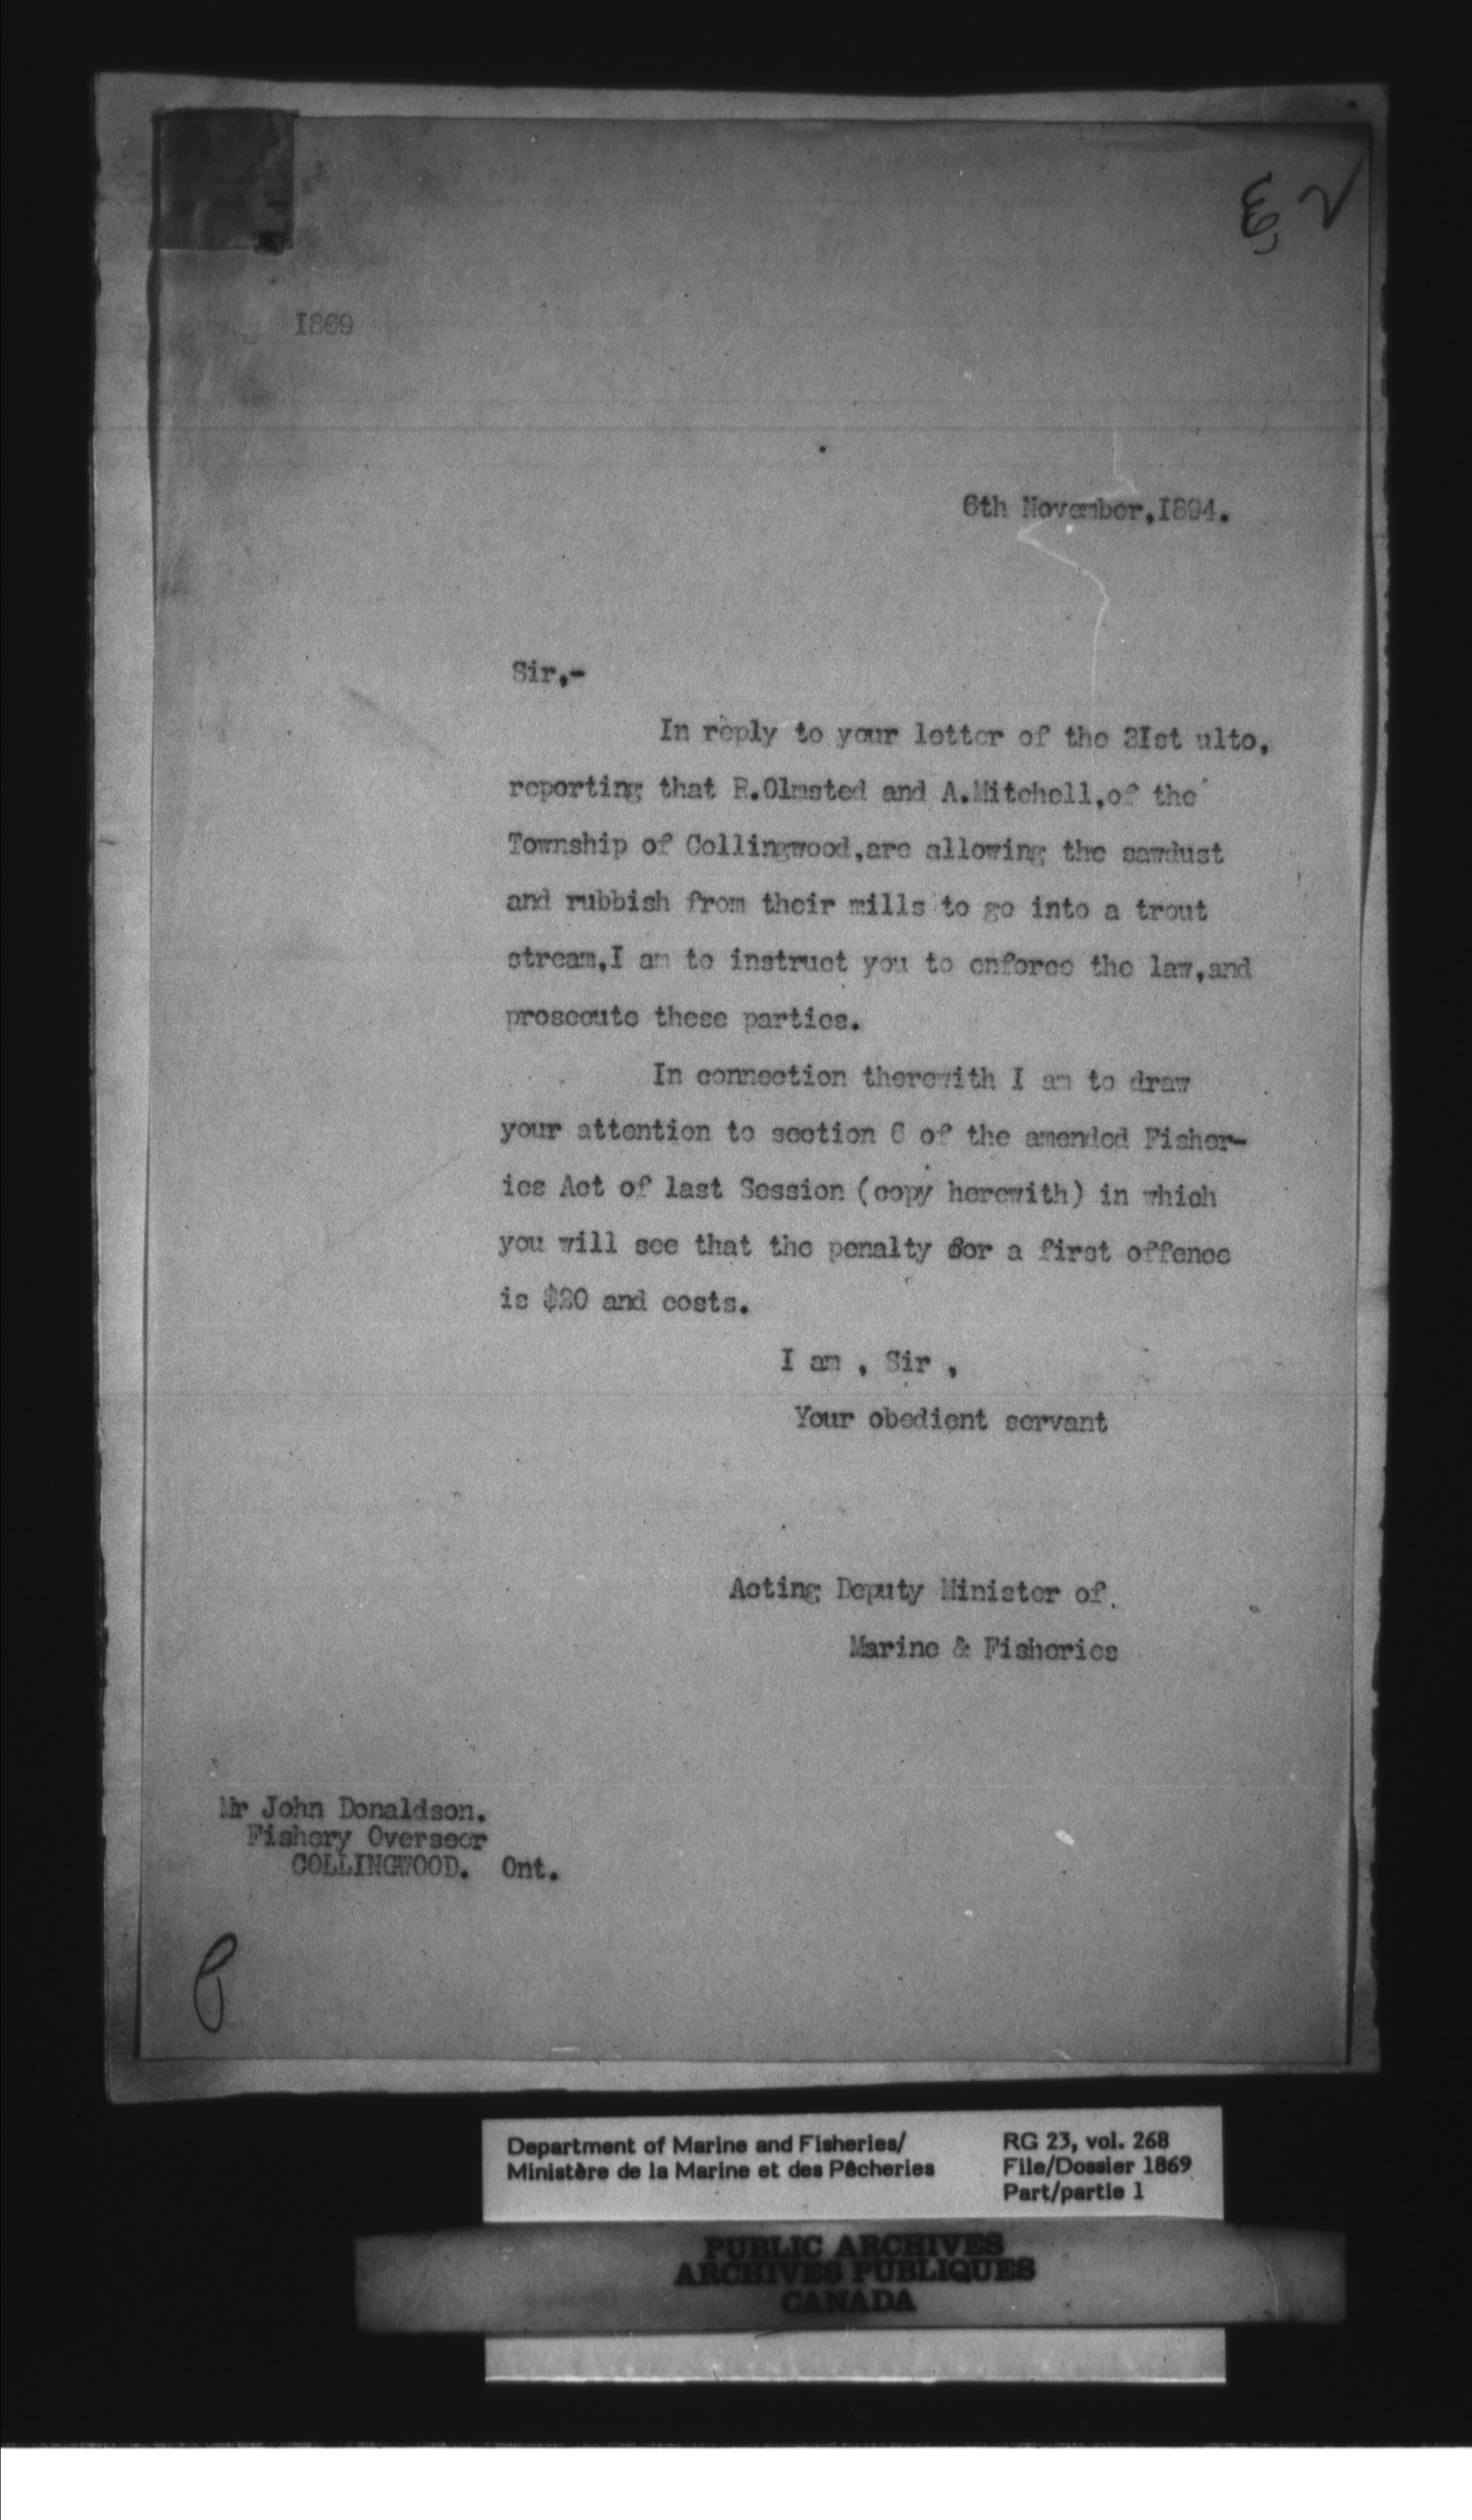 1869
6th November,I894.
Sir,-
In reply to your letter of the 3Ist ulto,
reporting that R.Olmsted and A.Mitchell,of the
Township of Collingwood,are allowing the sawdust
and rubbish from their mills to go into a trout
stream,I am to instruct you to enforce the law,and
prosecute these parties.
In connection therewith I am to draw
your attention to section 6 of the amended Fisher-
ies Act of last Session (copy herewith) in which
you will see that the penalty for a first offence
is $20 and costs.
I am , Sir ,
Your obedient servant
Acting Deputy Minister of
Marine & Fisheries
Mr John Donaldson.
Fishery Overseer
COLLINGWOOD. Ont.
Department of Marine and Fisheries/
Ministère de la Marine et des Pêcheries
RG 23, vol. 268
File/Dossier 1869
Part/partie 1
PUBLIC ARCHIVES
ARCHIVES PUBLIQUES
CANADA